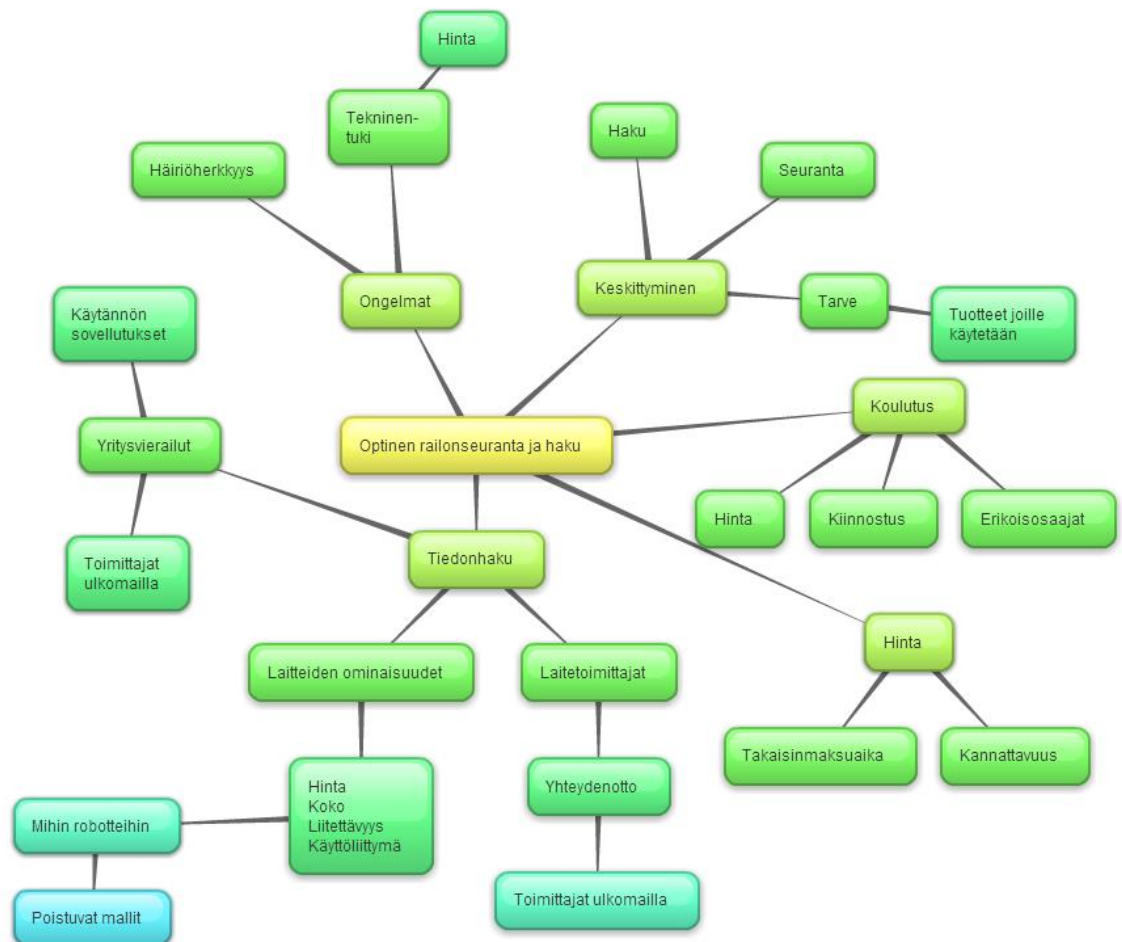 Hinta
Tekninen-
tuki
Haku
Häiriöherkkyys
Seuranta
Ongelmat
Keskittyminen
Tarve
Tuotteet joille
käytetään
Käytännön
sovellutukset
Koulutus
Yritysvierailut
Optinen railonseuranta ja haku
Hinta
Kiinnostus
Erikoisosaajat
Toimittajat
ulkomailla
Tiedonhaku
Hinta
Laitteiden ominaisuudet
Laitetoimittajat
Takaisinmaksuaika
Kannattavuus
Hinta
Koko
Liitettävyys
Käyttöliittymä
Yhteydenotto
Mihin robotteihin
Toimittajat ulkomailla
Poistuvat mallit